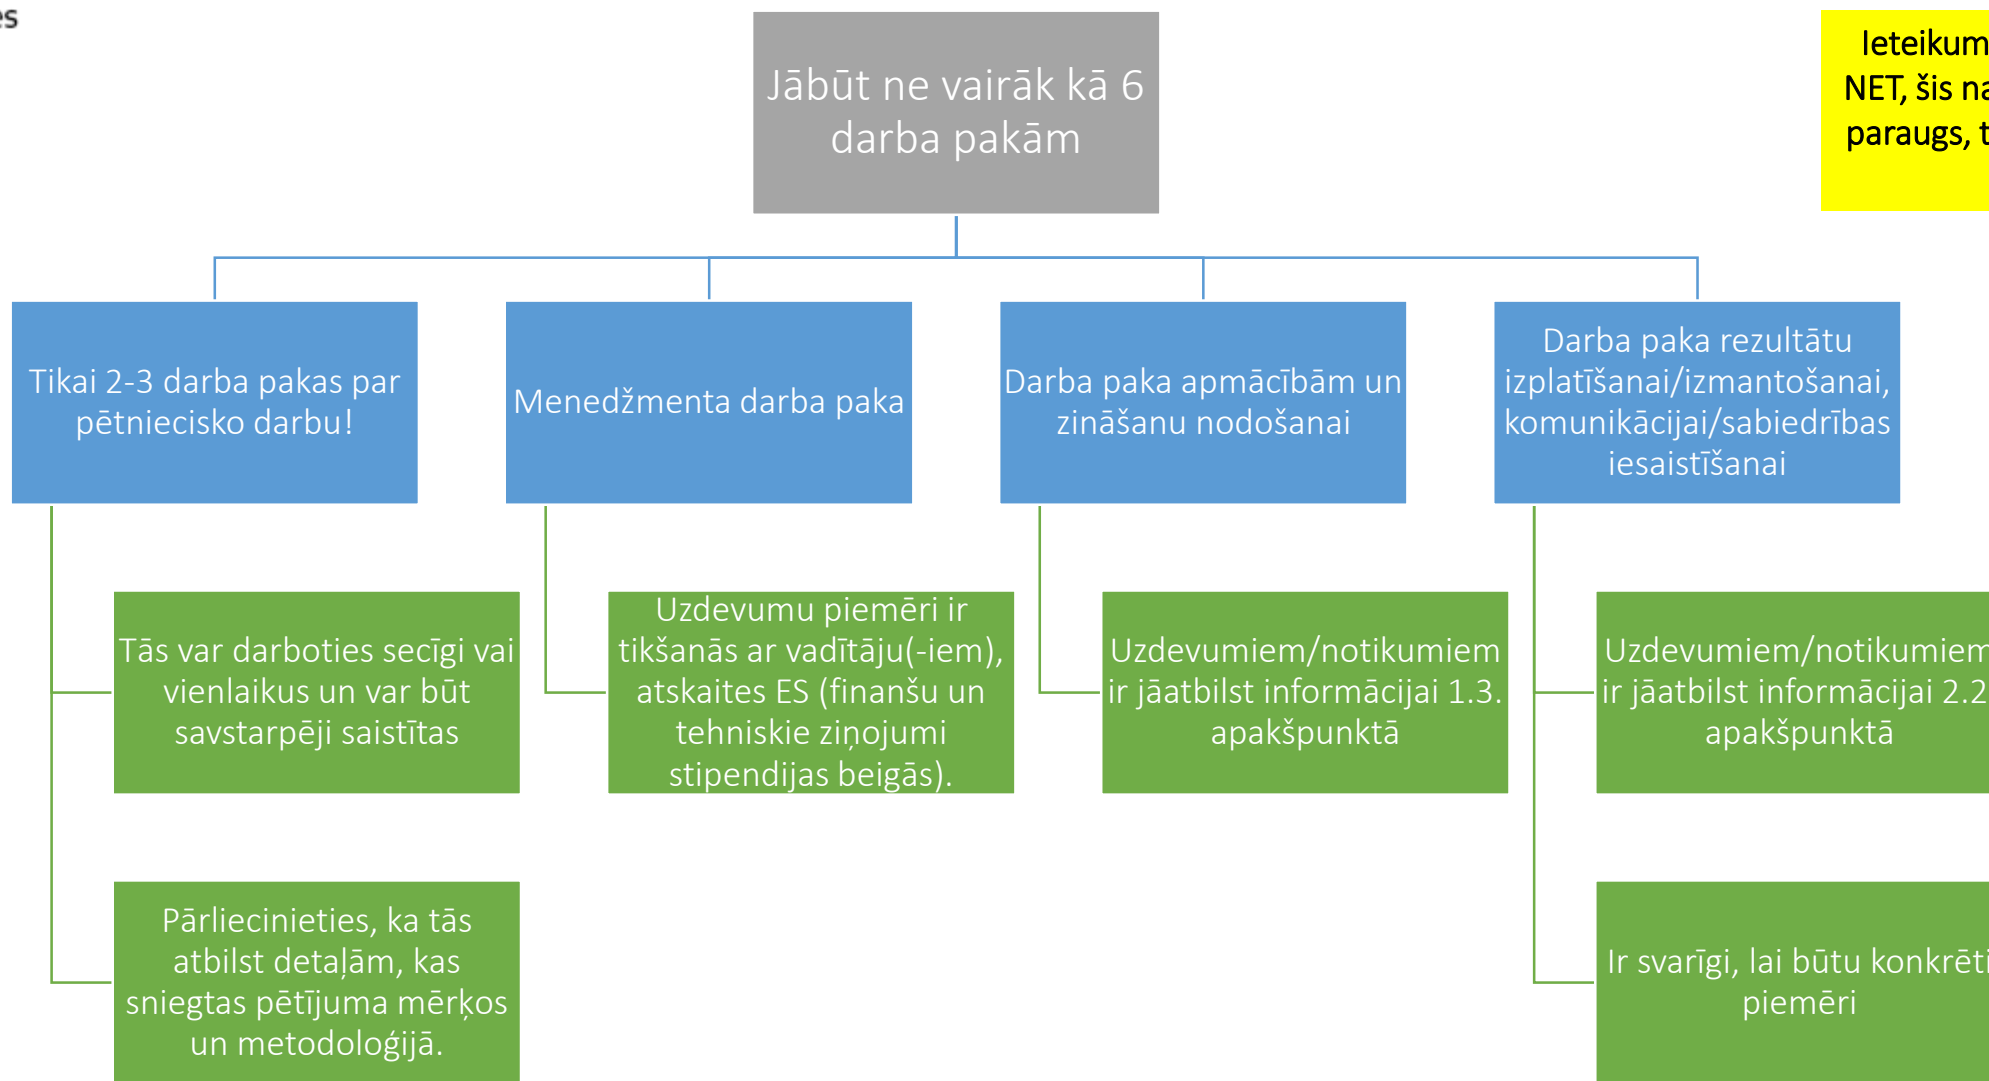 es
Jābūt ne vairāk kā 6
darba pakām
Ieteikum
NET, šis na
paraugs, t
Tikai 2-3 darba pakas par
pētniecisko darbu!
Menedžmenta darba paka
Darba paka apmācībām un
zināšanu nodošanai
Darba paka rezultātu
izplatīšanai/izmantošanai,
komunikācijai/sabiedrības
iesaistīšanai
Tās var darboties secīgi vai
vienlaikus un var būt
savstarpēji saistītas
Uzdevumu piemēri ir
tikšanās ar vadītāju(-iem),
atskaites ES (finanšu un
tehniskie ziņojumi
stipendijas beigās).
Uzdevumiem/notikumiem
ir jāatbilst informācijai 1.3.
apakšpunktā
Uzdevumiem/notikumiem
ir jāatbilst informācijai 2.2
apakšpunktā
Pārliecinieties, ka tās
atbilst detaļām, kas
sniegtas pētījuma mērķos
un metodoloģijā.
Ir svarīgi, lai būtu konkrēti
piemēri